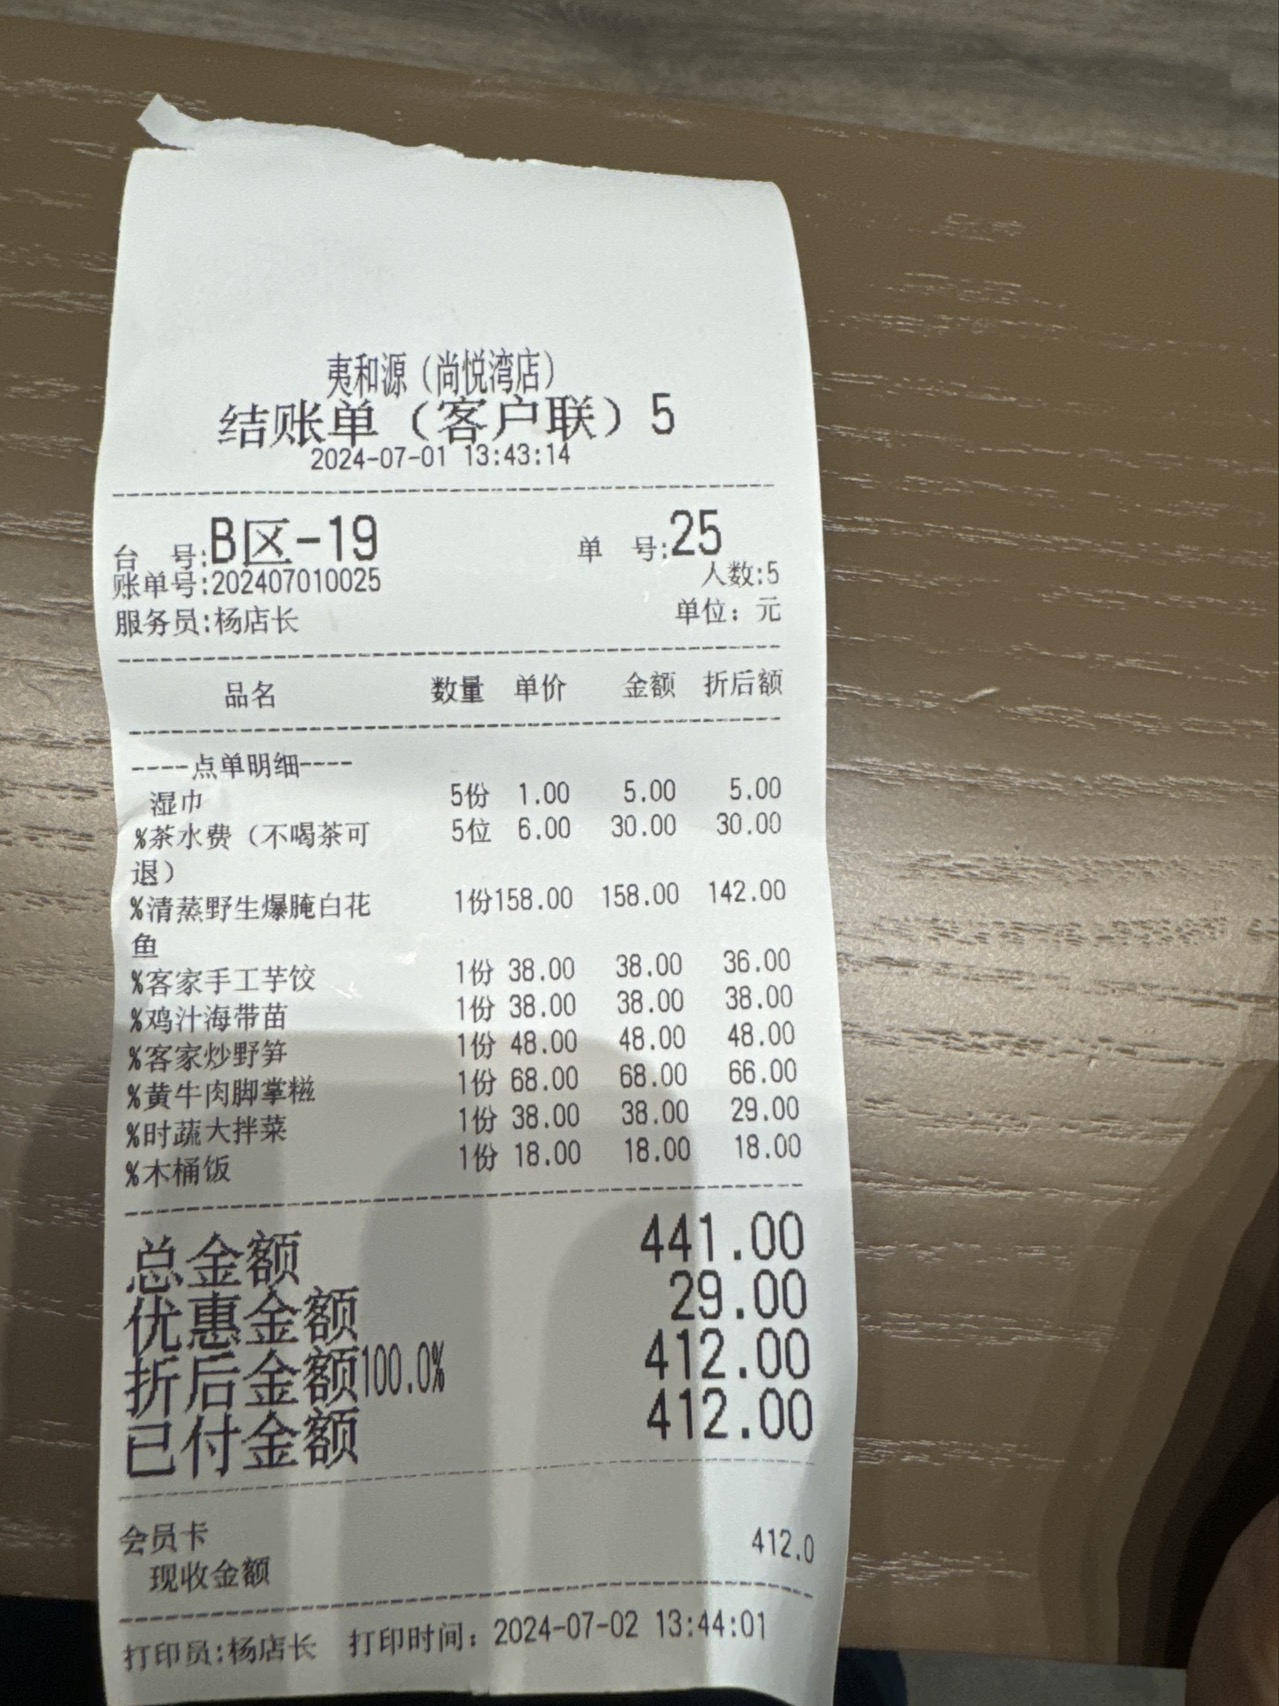 夷和源（尚悦湾店）
结账单（客户联）5
2024-07-01 13:43:14
台 号:B区-19 单 号:25
账单号:202407010025 人数:5
服务员:杨店长 单位：元
品名 数量 单价 金额 折后额
----点单明细----
湿巾 5份 1.00 5.00 5.00
%茶水费（不喝茶可 5位 6.00 30.00 30.00
退）
%清蒸野生爆腌白花 1份158.00 158.00 142.00
鱼
%客家手工芋饺 1份 38.00 38.00 36.00
%鸡汁海带苗 1份 38.00 38.00 38.00
%客家炒野笋 1份 48.00 48.00 48.00
%黄牛肉脚掌糍 1份 68.00 68.00 66.00
%时蔬大拌菜 1份 38.00 38.00 29.00
%木桶饭 1份 18.00 18.00 18.00
总金额 441.00
优惠金额 29.00
折后金额100.0% 412.00
已付金额 412.00
会员卡 412.0
现收金额
打印员:杨店长 打印时间：2024-07-02 13:44:01